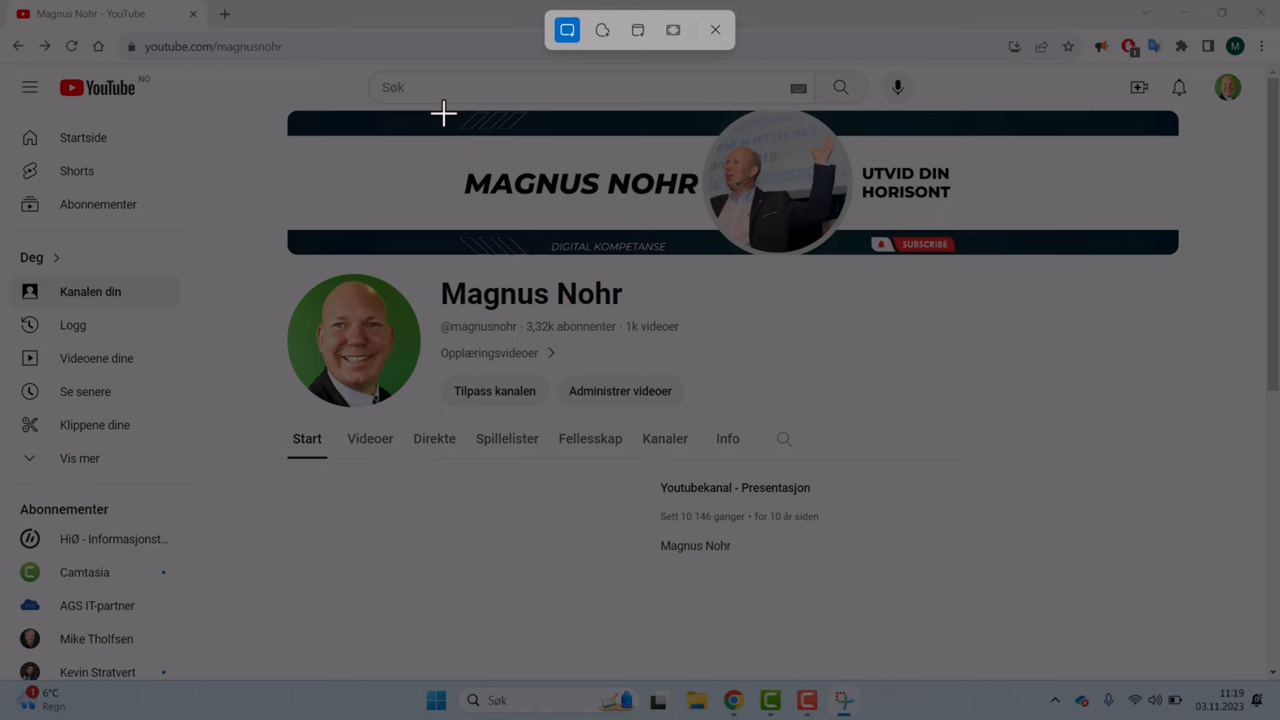 Magnus Nohr - YouTube
youtube.com/magnusnohr
1
M
YouTube NO
Søk
Startside
Shorts
Abonnementer
Deg
Kanalen din
Logg
Videoene dine
Se senere
Klippene dine
Vis mer
Abonnementer
HiØ - Informasjonst...
Camtasia
AGS IT-partner
Mike Tholfsen
Kevin Stratvert
MAGNUS NOHR
UTVID DIN
HORISONT
DIGITAL KOMPETANSE
SUBSCRIBE
Magnus Nohr
@magnusnohr · 3,32k abonnenter · 1k videoer
Opplæringsvideoer
Tilpass kanalen
Administrer videoer
Start
Videoer
Direkte
Spillelister
Fellesskap
Kanaler
Info
Youtubekanal - Presentasjon
Sett 10 146 ganger • for 10 år siden
Magnus Nohr
1
6°C
Regn
Søk
11:19
03.11.2023